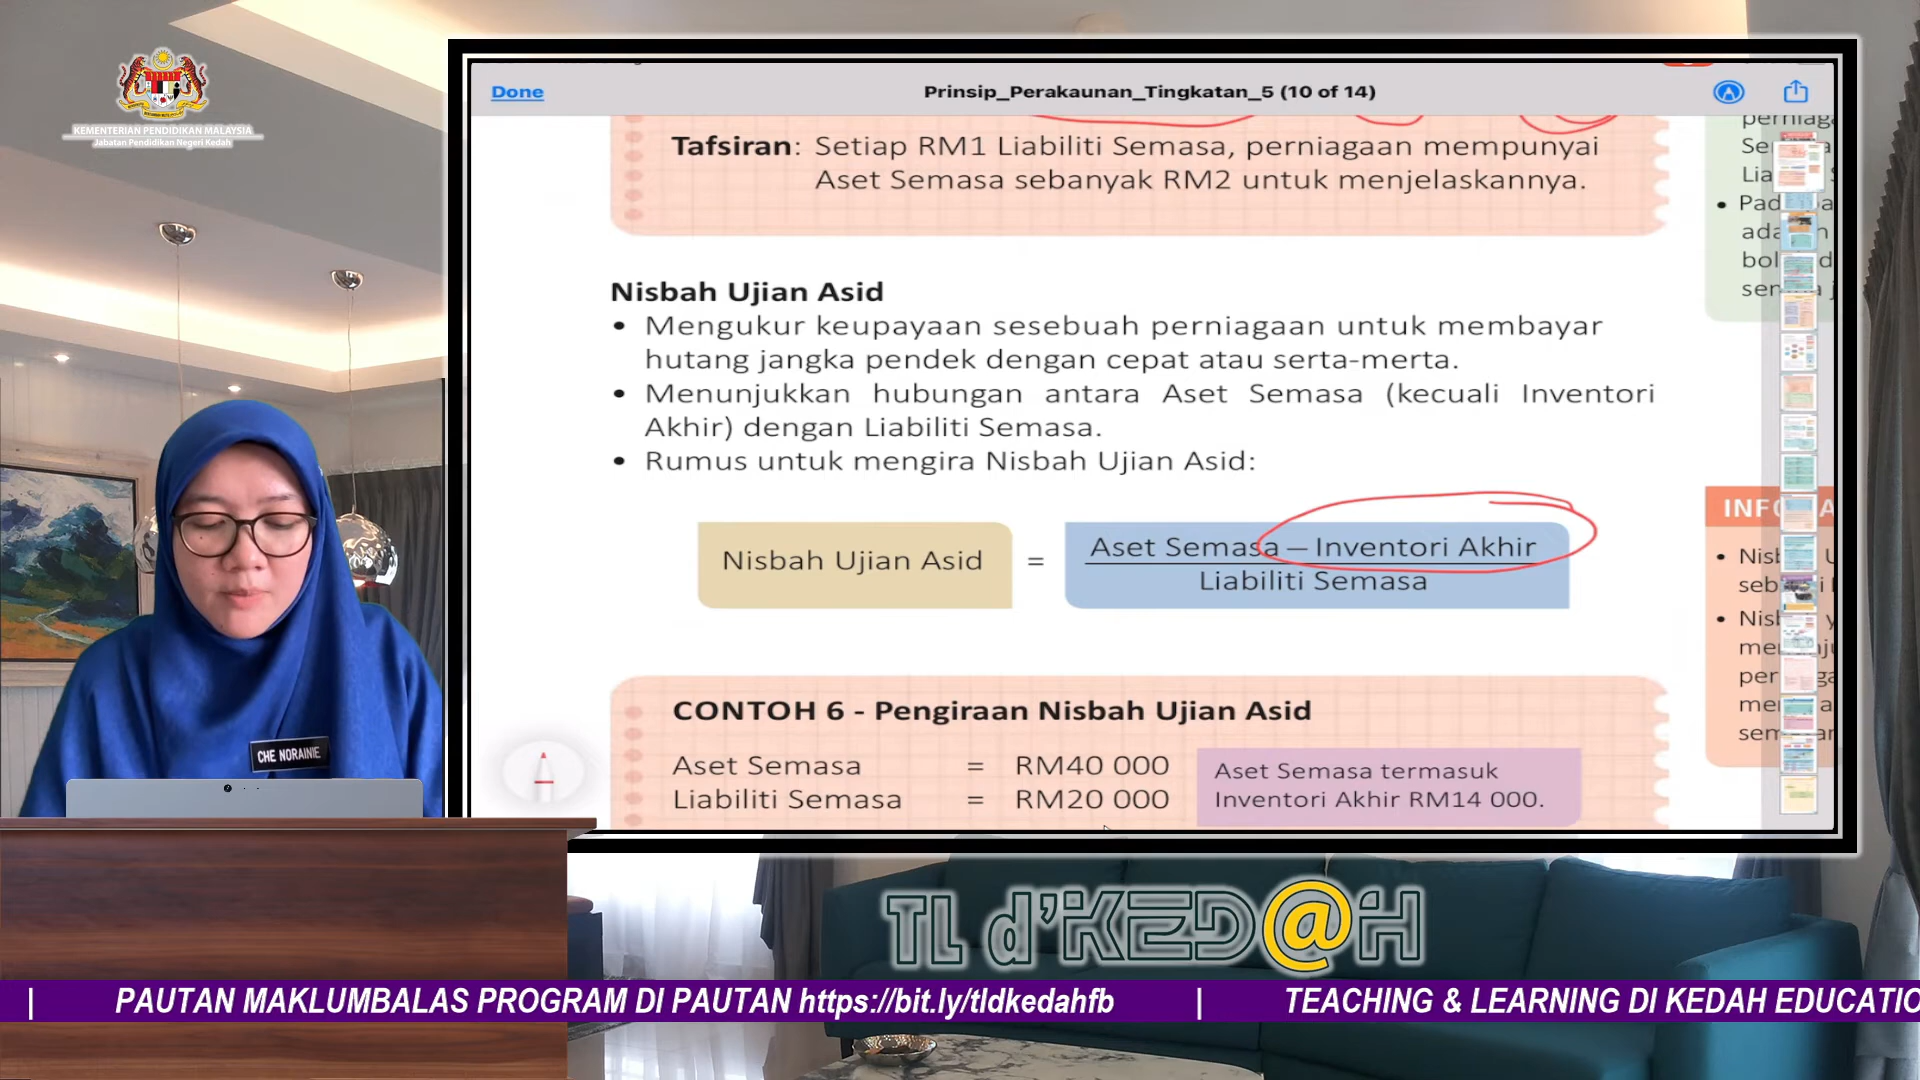 KEMENTERIAN PENDIDIKAN MALAYSIA
Jabatan Pendidikan Negeri Kedah
Done
Prinsip_Perakaunan_Tingkatan_5 (10 of 14)
Tafsiran: Setiap RM1 Liabiliti Semasa, perniagaan mempunyai
Aset Semasa sebanyak RM2 untuk menjelaskannya.
Nisbah Ujian Asid
• Mengukur keupayaan sesebuah perniagaan untuk membayar
hutang jangka pendek dengan cepat atau serta-merta.
• Menunjukkan hubungan antara Aset Semasa (kecuali Inventori
Akhir) dengan Liabiliti Semasa.
• Rumus untuk mengira Nisbah Ujian Asid:
Nisbah Ujian Asid = Aset Semasa – Inventori Akhir
Liabiliti Semasa
CONTOH 6 - Pengiraan Nisbah Ujian Asid
Aset Semasa = RM40 000
Liabiliti Semasa = RM20 000
Aset Semasa termasuk
Inventori Akhir RM14 000.
CHE NORAINIE
TL d'KED@H
| PAUTAN MAKLUMBALAS PROGRAM DI PAUTAN https://bit.ly/tldkedahfb | TEACHING & LEARNING DI KEDAH EDUCATIO